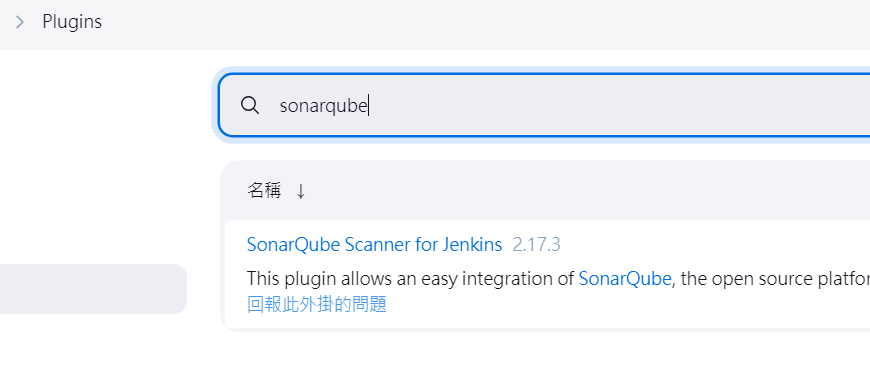 Plugins
sonarqube
名稱 ↓
SonarQube Scanner for Jenkins 2.17.3
This plugin allows an easy integration of SonarQube, the open source platfor
回報此外掛的問題